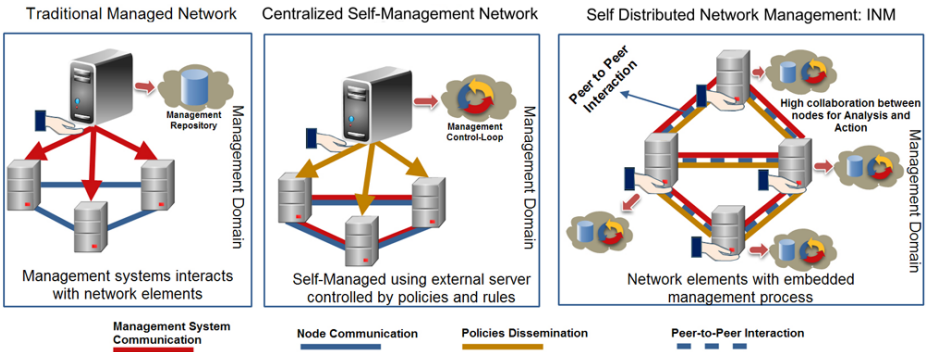 Traditional Managed Network
Management
Repository
Management Domain
Management systems interacts
with network elements
Centralized Self-Management Network
Management
Control-Loop
Management Domain
Self-Managed using external server
controlled by policies and rules
Self Distributed Network Management: INM
Peer to Peer
Interaction
High collaboration between
nodes for Analysis and
Action
Management Domain
Network elements with embedded
management process
Management System
Communication
Node Communication
Policies Dissemination
Peer-to-Peer Interaction